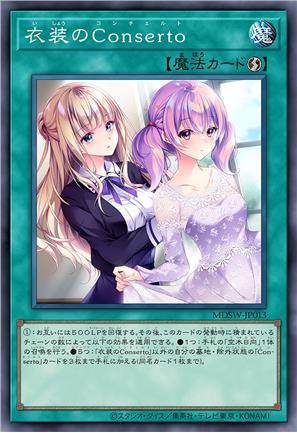 いしょう コンチェルト
衣装のConserto
魔
まほう
【魔法カード】
MDSW-JP013
①：お互いには500LPを回復する。その後、このカードの発動時に積まれている
チェーンの数によって以下の効果を適用できる。●1つ：手札の「空木日向」1体
の召喚を行う。●5つ：「衣装のConserto」以外の自分の墓地・除外状態の「Con-
serto」カードを3枚まで手札に加える(同名カード1枚まで)。
©スタジオ・ダイス／集英社・テレビ東京・KONAMI